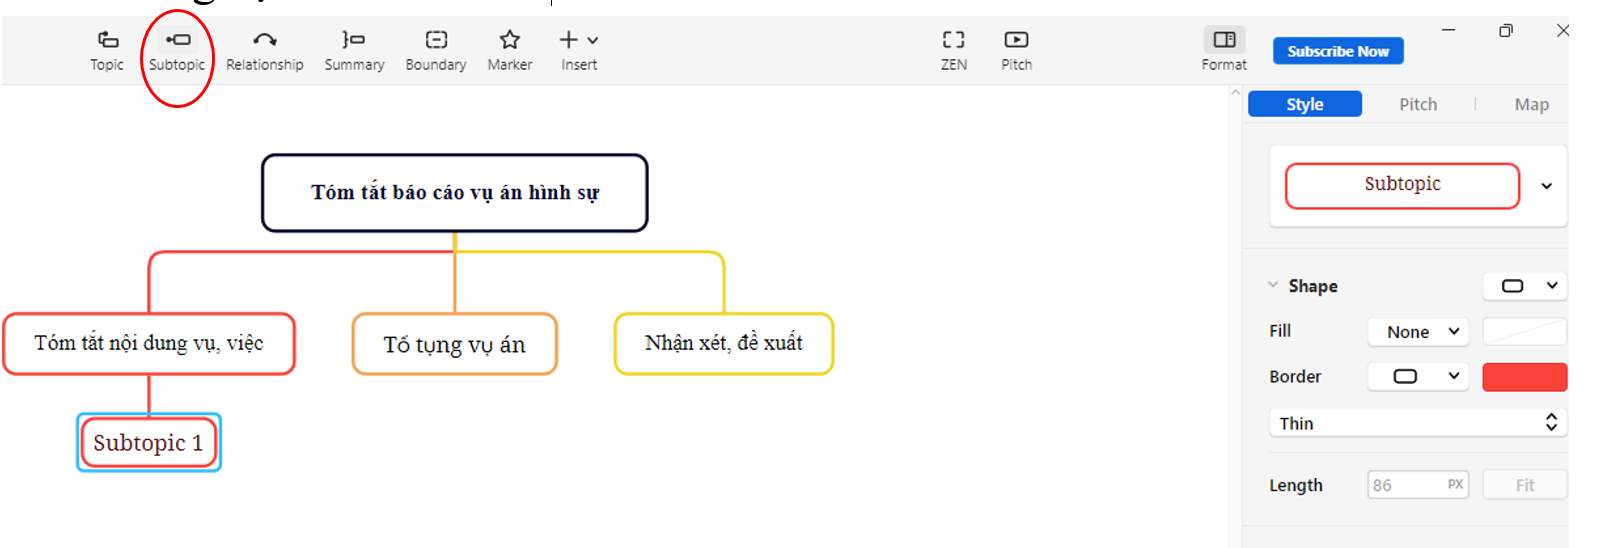 Topic Subtopic Relationship Summary Boundary Marker Insert ZEN Pitch Format Subscribe Now
Style Pitch Map
Subtopic
Tóm tắt báo cáo vụ án hình sự
Shape
Fill None
Tóm tắt nội dung vụ, việc Tố tụng vụ án Nhận xét, đề xuất
Border
Thin
Subtopic 1
Length 86 PX Fit